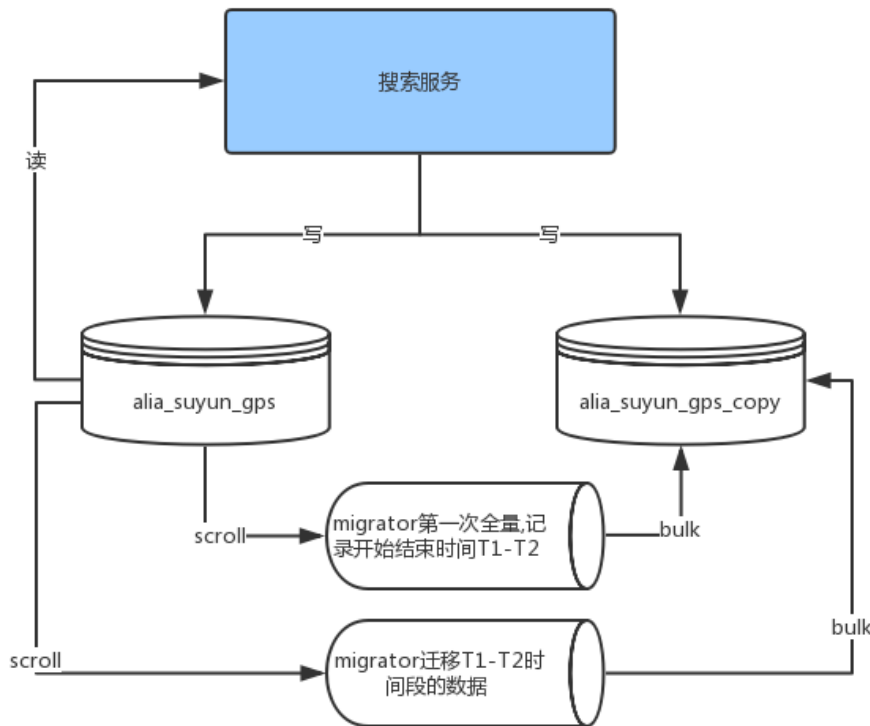 搜索服务
读
写
写
alia_suyun_gps
alia_suyun_gps_copy
migrator第一次全量,记
录开始结束时间T1-T2
scroll
bulk
migrator迁移T1-T2时
间段的数据
scroll
bulk